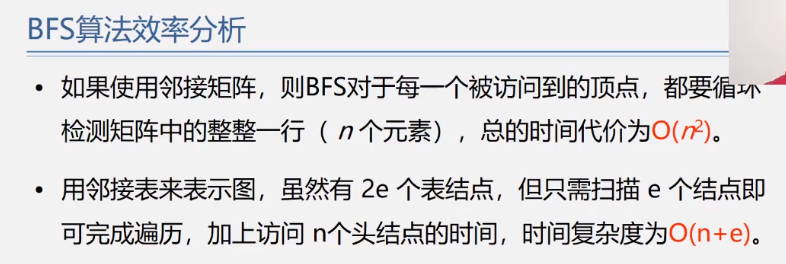 BFS算法效率分析
• 如果使用邻接矩阵，则BFS对于每一个被访问到的顶点，都要循环
检测矩阵中的整整一行（ n 个元素），总的时间代价为O(n²)。
• 用邻接表来表示图，虽然有 2e 个表结点，但只需扫描 e 个结点即
可完成遍历，加上访问 n个头结点的时间，时间复杂度为O(n+e)。